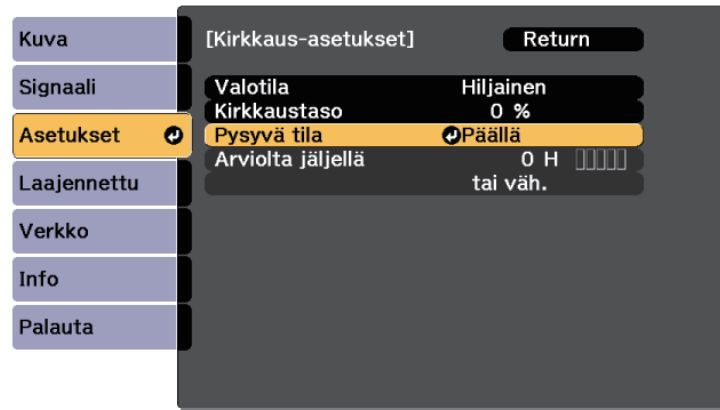 Kuva
Signaali
Asetukset
Laajennettu
Verkko
Info
Palauta
[Kirkkaus-asetukset] Return
Valotila Hiljainen
Kirkkaustaso 0 %
Pysyvä tila Päällä
Arviolta jäljellä 0 H
tai väh.